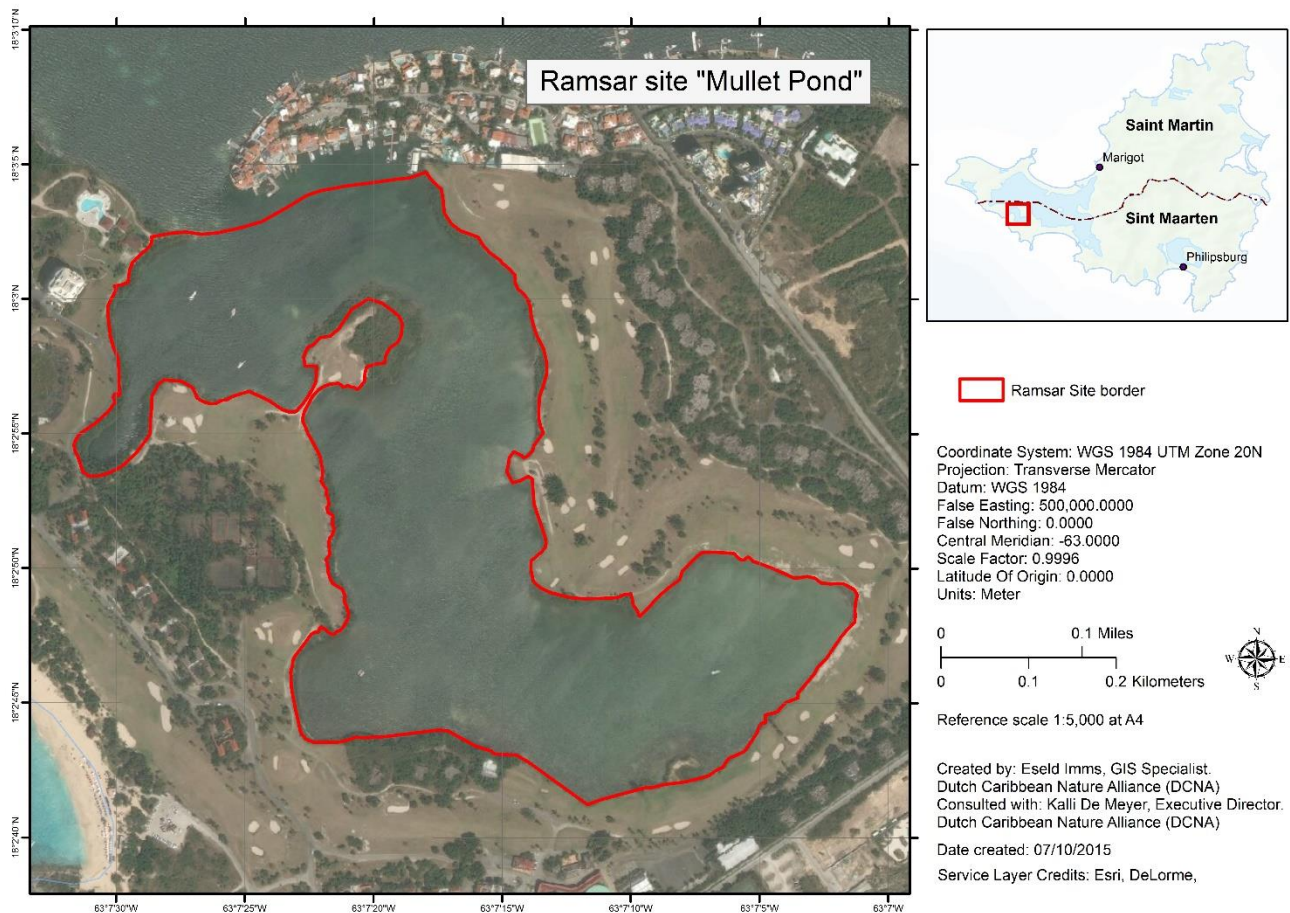 Ramsar site "Mullet Pond"
18°3'10"N
18°3'5"N
18°3'N
18°2'55"N
18°2'50"N
18°2'45"N
18°2'40"N
63°7'30"W 63°7'25"W 63°7'20"W 63°7'15"W 63°7'10"W 63°7'5"W 63°7'W
Saint Martin
Marigot
Sint Maarten
Philipsburg
Ramsar Site border
Coordinate System: WGS 1984 UTM Zone 20N
Projection: Transverse Mercator
Datum: WGS 1984
False Easting: 500,000.0000
False Northing: 0.0000
Central Meridian: -63.0000
Scale Factor: 0.9996
Latitude Of Origin: 0.0000
Units: Meter
0 0.1 Miles
0 0.1 0.2 Kilometers
N
W E
S
Reference scale 1:5,000 at A4
Created by: Eseld Imms, GIS Specialist.
Dutch Caribbean Nature Alliance (DCNA)
Consulted with: Kalli De Meyer, Executive Director.
Dutch Caribbean Nature Alliance (DCNA)
Date created: 07/10/2015
Service Layer Credits: Esri, DeLorme,